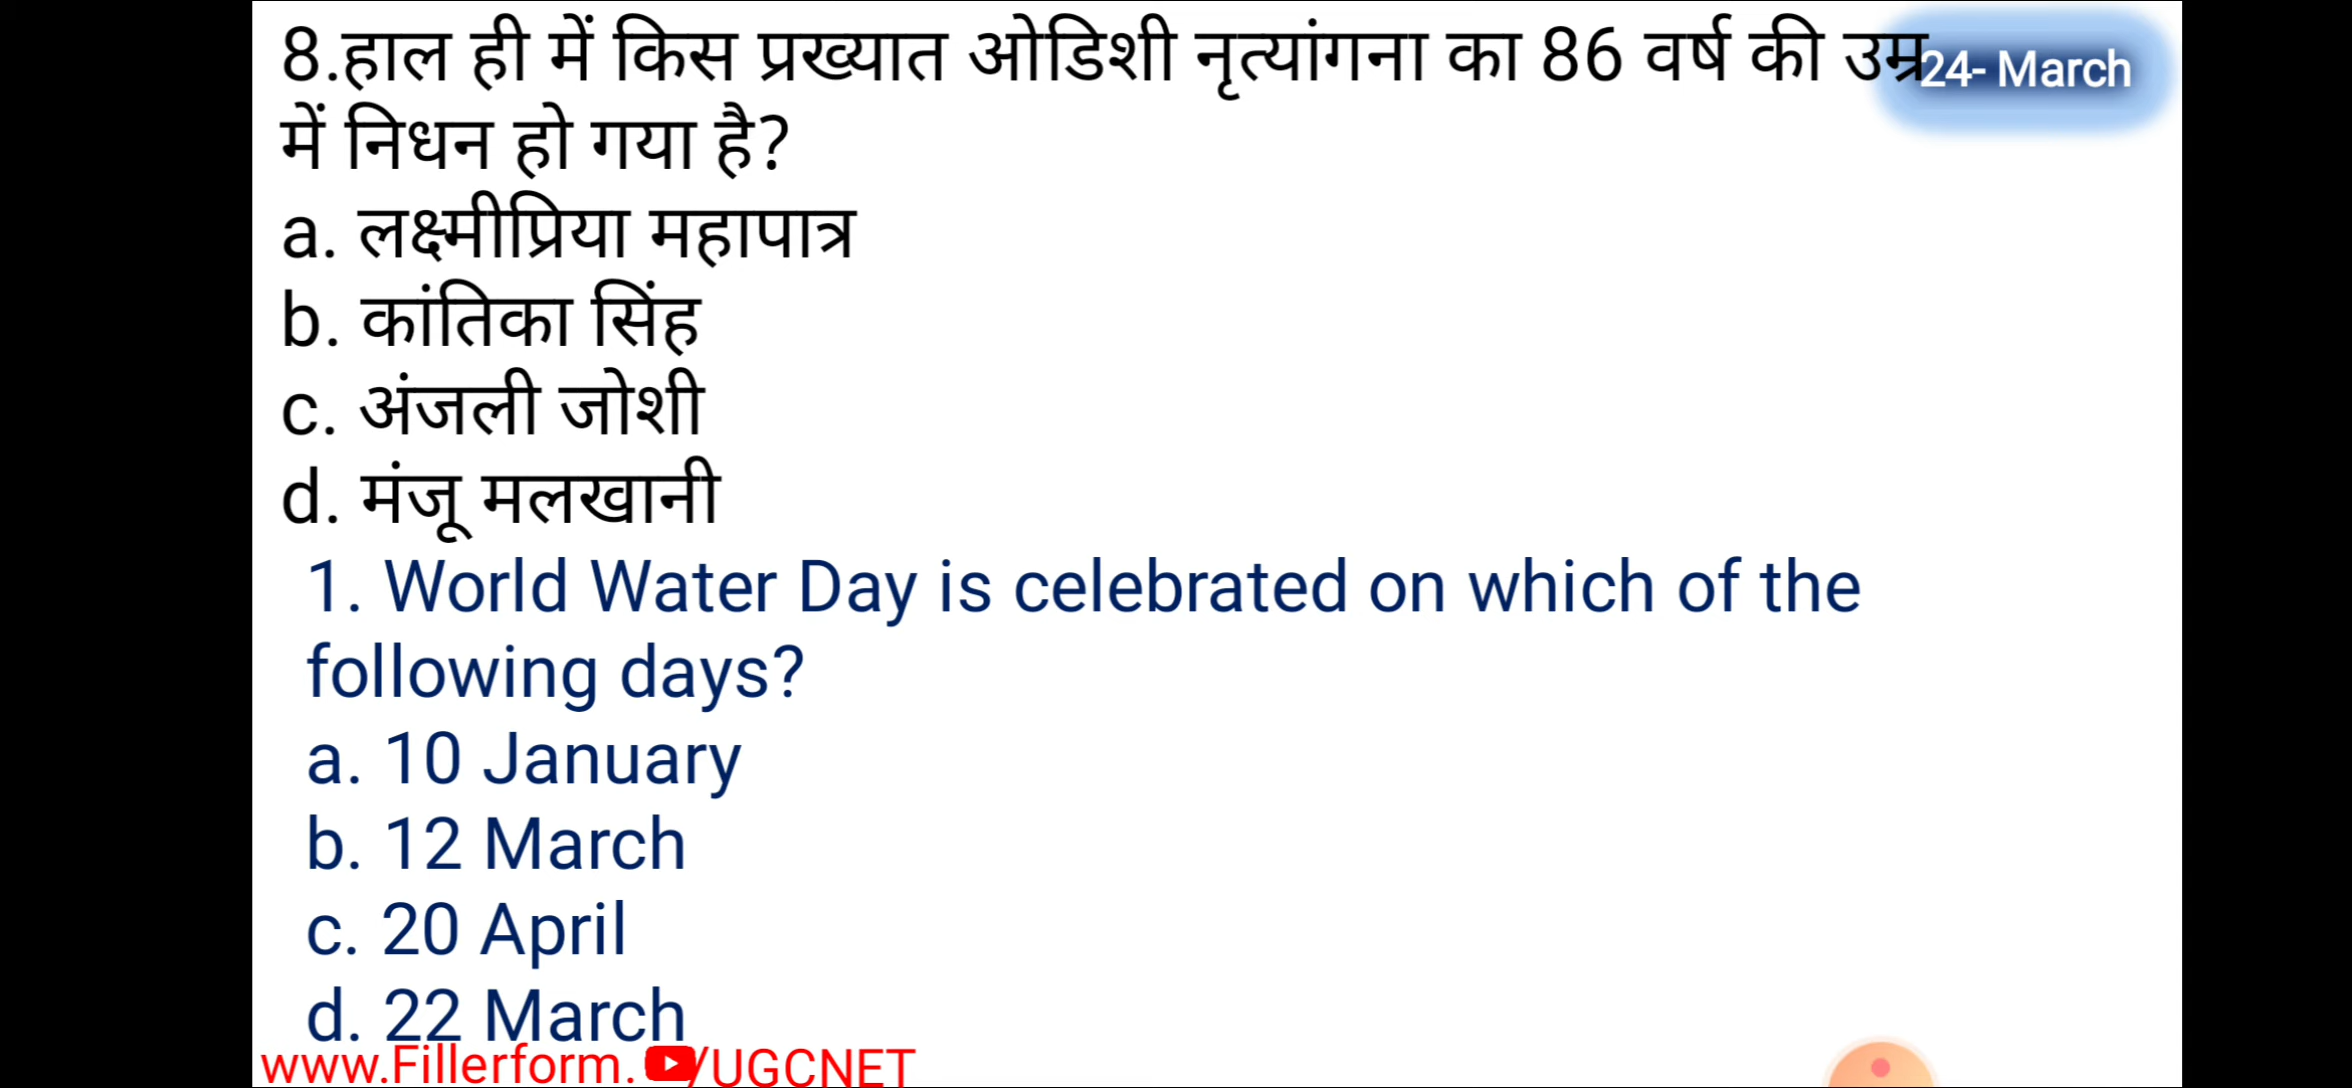 8.हाल ही में किस प्रख्यात ओडिशी नृत्यांगना का 86 वर्ष की उम्र
24- March
में निधन हो गया है?
a. लक्ष्मीप्रिया महापात्र
b. कांतिका सिंह
c. अंजली जोशी
d. मंजू मलखानी
1. World Water Day is celebrated on which of the
following days?
a. 10 January
b. 12 March
c. 20 April
d. 22 March
www.Fillerform. /UGCNET